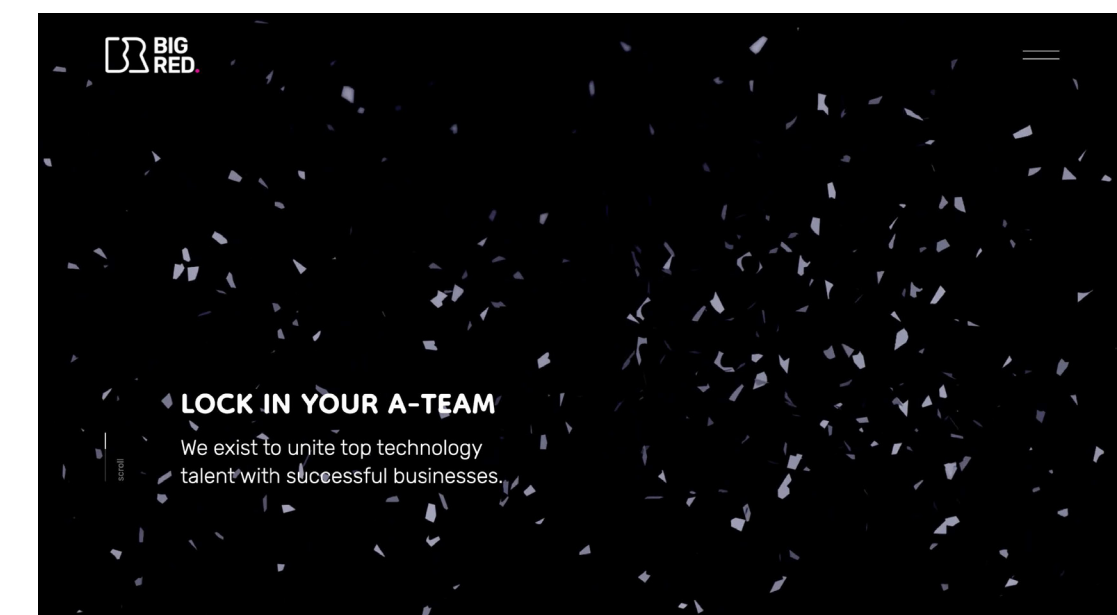 BIG
RED.
LOCK IN YOUR A-TEAM
We exist to unite top technology
talent with successful businesses.
scroll